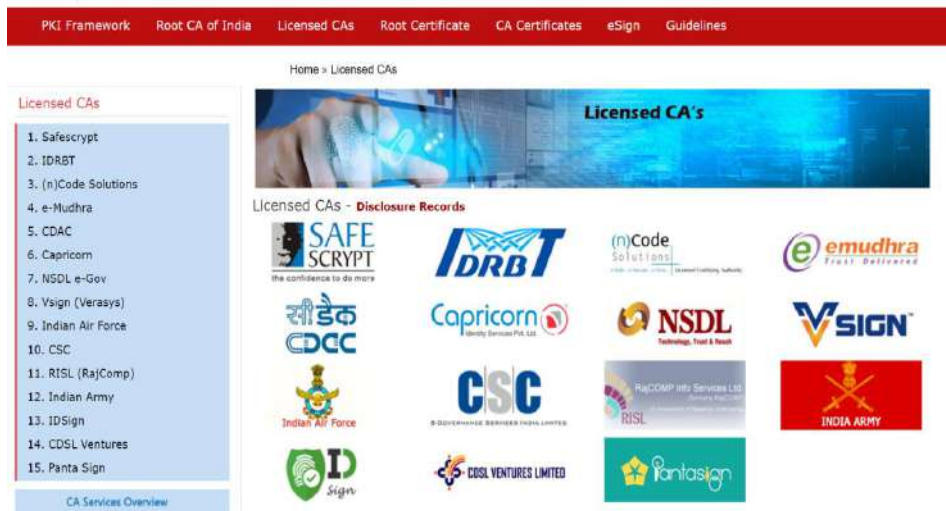 PKI Framework Root CA of India Licensed CAs Root Certificate CA Certificates eSign Guidelines
Home » Licensed CAs
Licensed CAs
1. Safescrypt
2. IDRBT
3. (n)Code Solutions
4. e-Mudhra
5. CDAC
6. Capricorn
7. NSDL e-Gov
8. Vsign (Verasys)
9. Indian Air Force
10. CSC
11. RISL (RajComp)
12. Indian Army
13. IDSign
14. CDSL Ventures
15. Panta Sign
CA Services Overview
Licensed CA's
Licensed CAs - Disclosure Records
SAFE
SCRYPT
the confidence to do more
IDRBT
(n)Code
Solutions
Licensed Certifying Authority
emudhra
Trust Delivered
सी डैक
CDAC
Capricorn
Identity Services Pvt. Ltd.
NSDL
Technology, Trust & Reach
VSIGN
Indian Air Force
CSC
E-GOVERNANCE SERVICES INDIA LIMITED
RajCOMP Info Services Ltd
RISL
INDIA ARMY
ID
Sign
CDSL VENTURES LIMITED
Pantasign